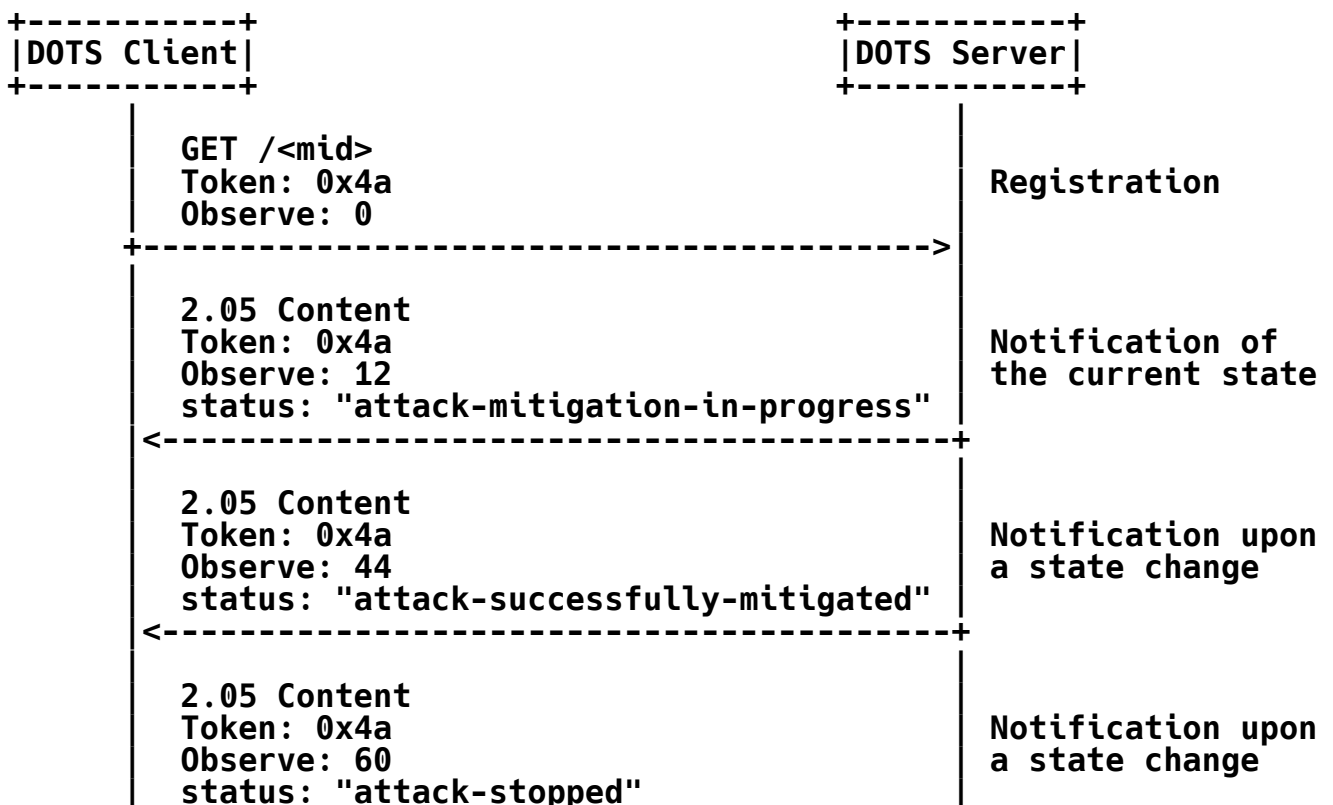 +-----------+                              +-----------+
|DOTS Client|                              |DOTS Server|
+-----------+                              +-----------+
GET /<mid>
Token: 0x4a                                Registration
Observe: 0
+----------------------------------------->|
2.05 Content
Token: 0x4a                                Notification of
Observe: 12                                the current state
status: "attack-mitigation-in-progress"
|<-----------------------------------------+
2.05 Content
Token: 0x4a                                Notification upon
Observe: 44                                a state change
status: "attack-successfully-mitigated"
|<-----------------------------------------+
2.05 Content
Token: 0x4a                                Notification upon
Observe: 60                                a state change
status: "attack-stopped"